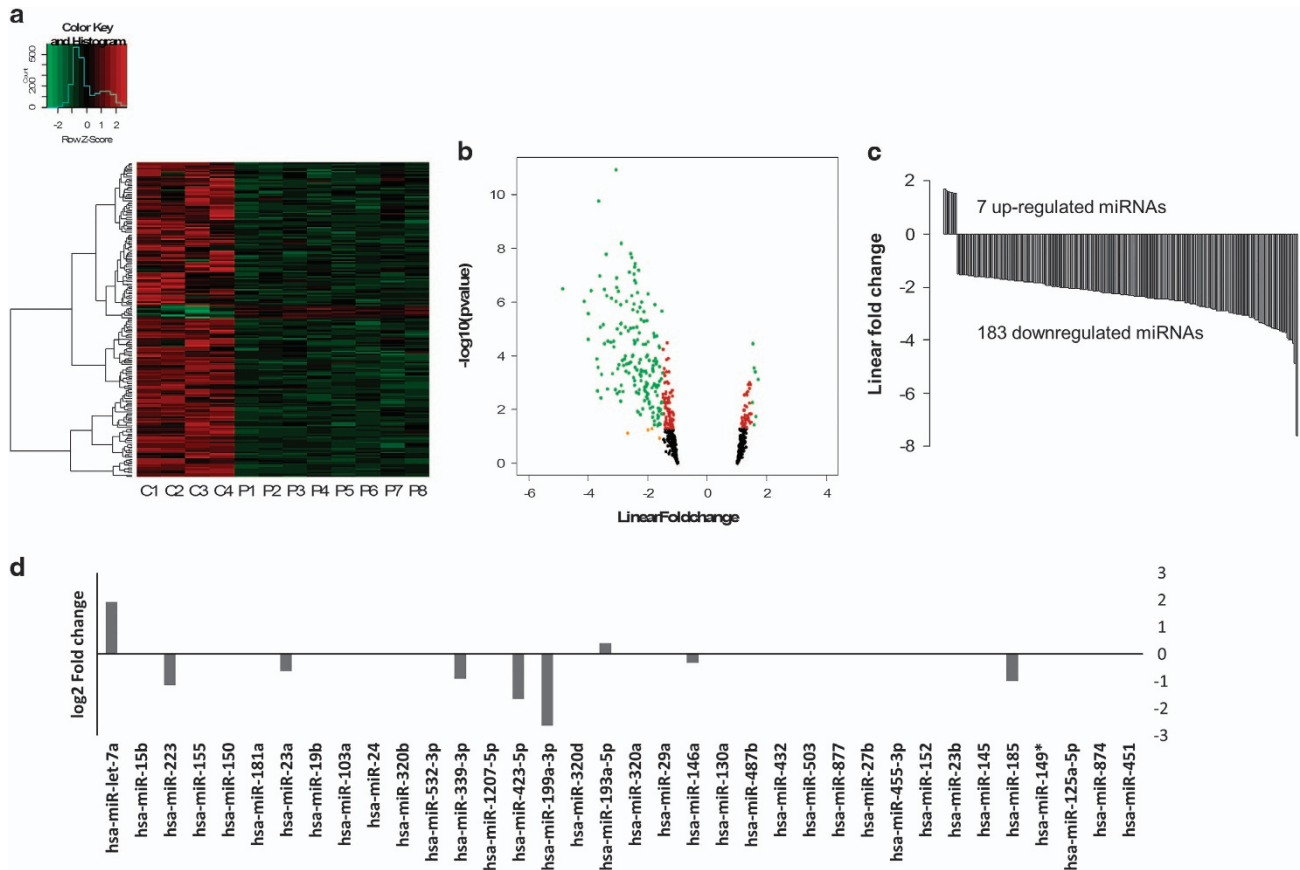 a
Color Key
and Histogram
Count
0 200 500
-2 0 1 2
Row Z-Score
C1 C2 C3 C4 P1 P2 P3 P4 P5 P6 P7 P8
b
-log10(pvalue)
10
8
6
4
2
0
-6 -4 -2 0 2 4
LinearFoldchange
c
Linear fold change
2
0
-2
-4
-6
-8
7 up-regulated miRNAs
183 downregulated miRNAs
d
log2 Fold change
3
2
1
0
-1
-2
-3
hsa-miR-let-7a
hsa-miR-15b
hsa-miR-223
hsa-miR-155
hsa-miR-150
hsa-miR-181a
hsa-miR-23a
hsa-miR-19b
hsa-miR-103a
hsa-miR-24
hsa-miR-320b
hsa-miR-532-3p
hsa-miR-339-3p
hsa-miR-1207-5p
hsa-miR-423-5p
hsa-miR-199a-3p
hsa-miR-320d
hsa-miR-193a-5p
hsa-miR-320a
hsa-miR-29a
hsa-miR-146a
hsa-miR-130a
hsa-miR-487b
hsa-miR-432
hsa-miR-503
hsa-miR-877
hsa-miR-27b
hsa-miR-455-3p
hsa-miR-152
hsa-miR-23b
hsa-miR-145
hsa-miR-185
hsa-miR-149*
hsa-miR-125a-5p
hsa-miR-874
hsa-miR-451